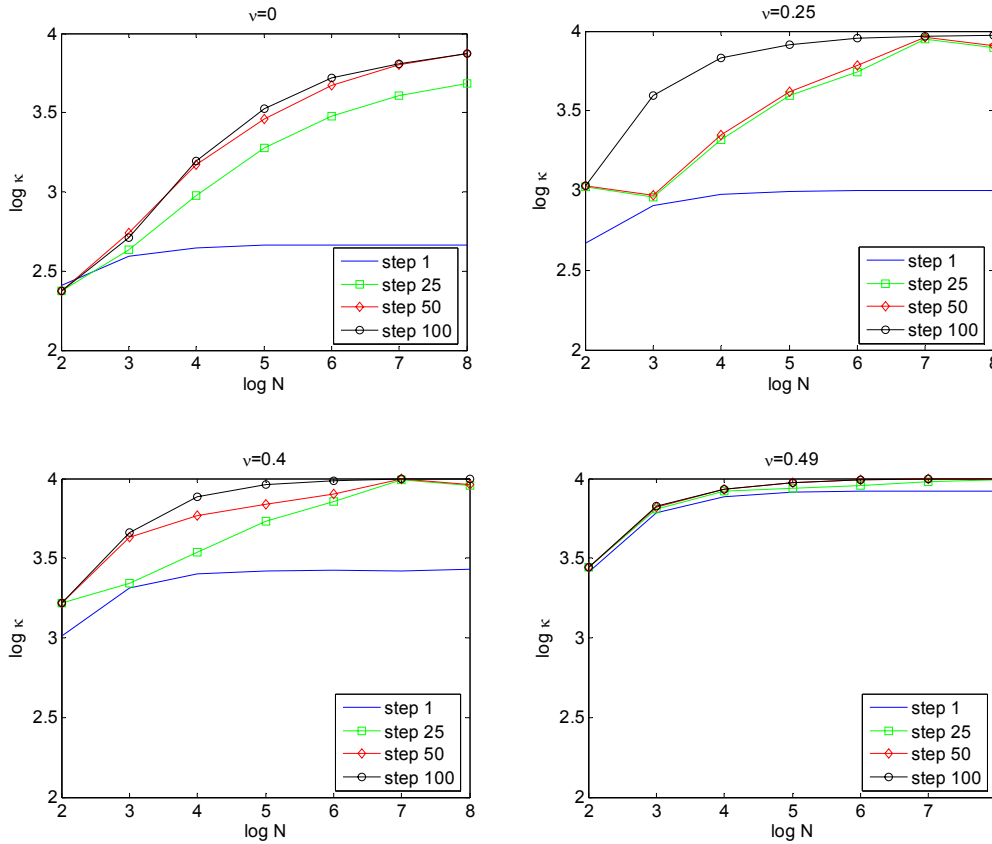 ν=0
4
3.5
3
2.5
2
log κ
2 3 4 5 6 7 8
log N
step 1
step 25
step 50
step 100
ν=0.25
4
3.5
3
2.5
2
log κ
2 3 4 5 6 7 8
log N
step 1
step 25
step 50
step 100
ν=0.4
4
3.5
3
2.5
2
log κ
2 3 4 5 6 7 8
log N
step 1
step 25
step 50
step 100
ν=0.49
4
3.5
3
2.5
2
log κ
2 3 4 5 6 7
log N
step 1
step 25
step 50
step 100